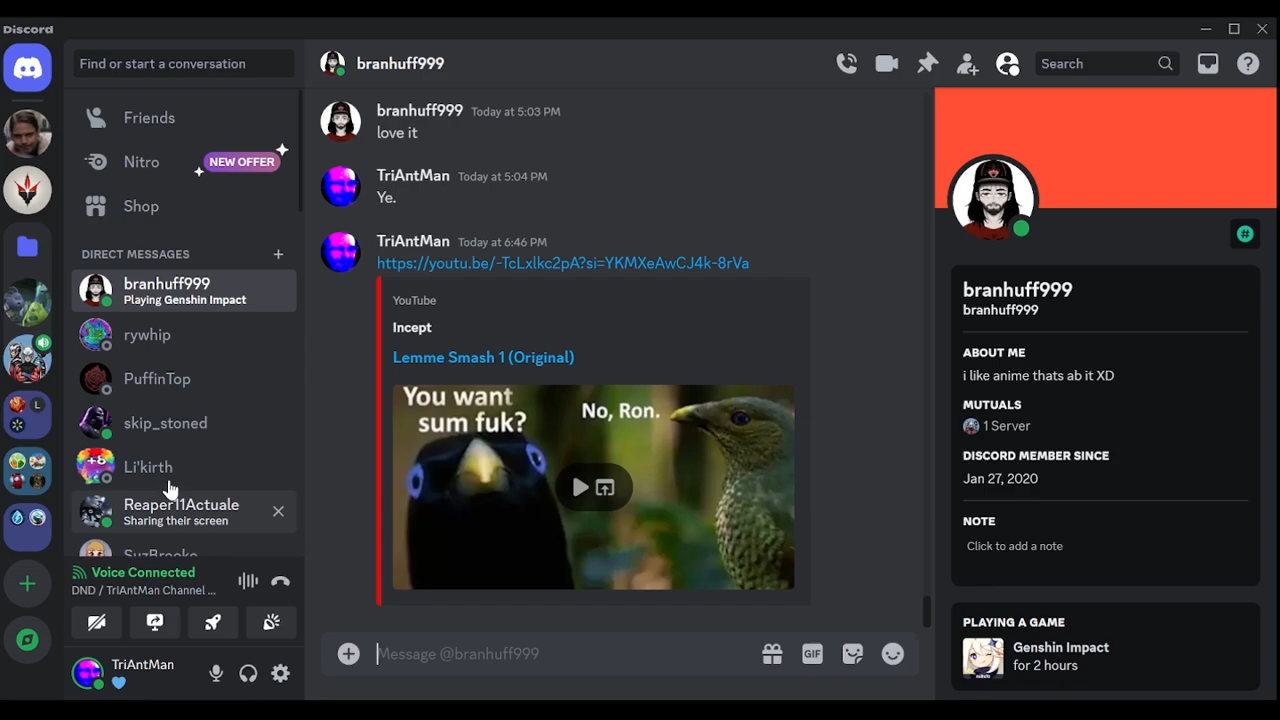 Discord
Find or start a conversation
Friends
Nitro
NEW OFFER
Shop
DIRECT MESSAGES
branhuff999
Playing Genshin Impact
rywhip
PuffinTop
skip_stoned
+8
Li'kirth
Reaper11Actuale
Sharing their screen
SuzBrooke
Voice Connected
DND / TriAntMan Channel ...
TriAntMan
L
branhuff999
Search
branhuff999 Today at 5:03 PM
love it
TriAntMan Today at 5:04 PM
Ye.
TriAntMan Today at 6:46 PM
https://youtu.be/-TcLxlkc2pA?si=YKMXeAwCJ4k-8rVa
YouTube
Incept
Lemme Smash 1 (Original)
You want
sum fuk?
No, Ron.
Message @branhuff999
GIF
branhuff999
branhuff999
ABOUT ME
i like anime thats ab it XD
MUTUALS
1 Server
DISCORD MEMBER SINCE
Jan 27, 2020
NOTE
Click to add a note
PLAYING A GAME
Genshin Impact
for 2 hours